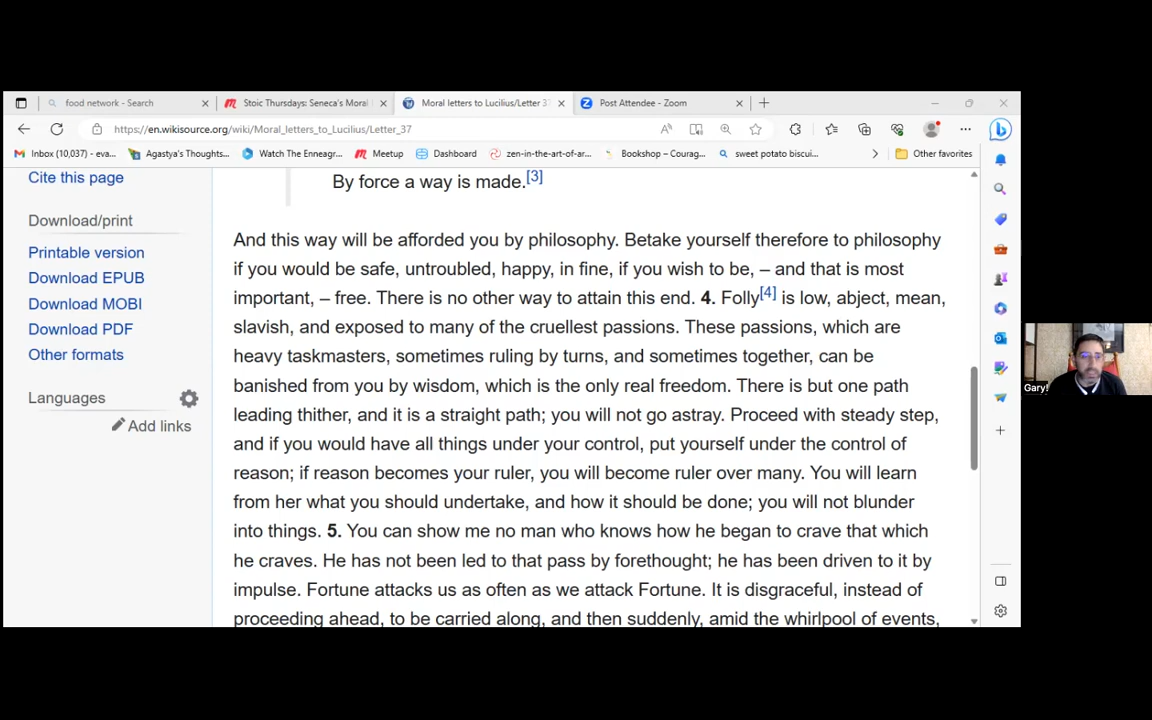 food network - Search
Stoic Thursdays: Seneca's Moral
Moral letters to Lucilius/Letter 37
Post Attendee - Zoom
https://en.wikisource.org/wiki/Moral_letters_to_Lucilius/Letter_37
Inbox (10,037) - eva...
Agastya's Thoughts...
Watch The Enneagr...
Meetup
Dashboard
zen-in-the-art-of-ar...
Bookshop – Courag...
sweet potato biscui...
Other favorites
Cite this page
Download/print
Printable version
Download EPUB
Download MOBI
Download PDF
Other formats
Languages
Add links
By force a way is made.[3]
And this way will be afforded you by philosophy. Betake yourself therefore to philosophy
if you would be safe, untroubled, happy, in fine, if you wish to be, – and that is most
important, – free. There is no other way to attain this end. 4. Folly[4] is low, abject, mean,
slavish, and exposed to many of the cruellest passions. These passions, which are
heavy taskmasters, sometimes ruling by turns, and sometimes together, can be
banished from you by wisdom, which is the only real freedom. There is but one path
leading thither, and it is a straight path; you will not go astray. Proceed with steady step,
and if you would have all things under your control, put yourself under the control of
reason; if reason becomes your ruler, you will become ruler over many. You will learn
from her what you should undertake, and how it should be done; you will not blunder
into things. 5. You can show me no man who knows how he began to crave that which
he craves. He has not been led to that pass by forethought; he has been driven to it by
impulse. Fortune attacks us as often as we attack Fortune. It is disgraceful, instead of
proceeding ahead, to be carried along, and then suddenly, amid the whirlpool of events,
Gary!